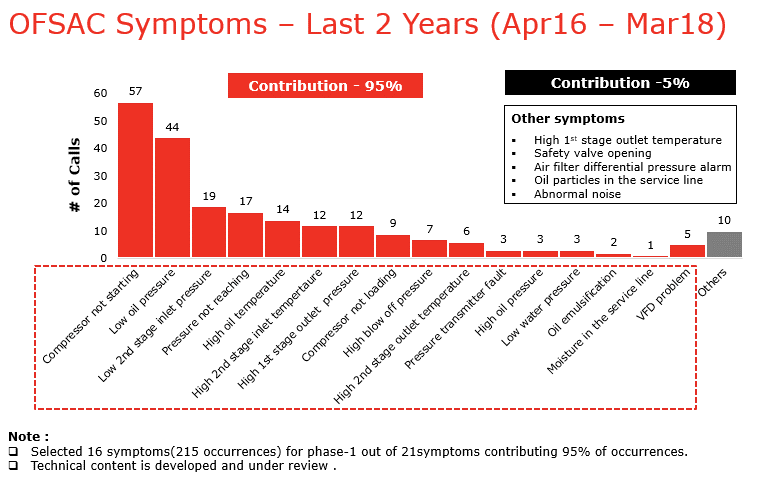 OFSAC Symptoms – Last 2 Years (Apr16 – Mar18)
Contribution - 95%
Contribution -5%
Other symptoms
▪ High 1st stage outlet temperature
▪ Safety valve opening
▪ Air filter differential pressure alarm
▪ Oil particles in the service line
▪ Abnormal noise
# of Calls
60
50
40
30
20
10
0
57
44
19
17
14
12
12
9
7
6
3
3
3
2
1
5
10
Compressor not starting
Low oil pressure
Low 2nd stage inlet pressure
Pressure not reaching
High oil temperature
High 2nd stage inlet tempertaure
High 1st stage outlet pressure
Compressor not loading
High blow off pressure
High 2nd stage outlet temperature
Pressure transmitter fault
High oil pressure
Low water pressure
Oil emulsification
Moisture in the service line
VFD problem
Others
Note :
❑ Selected 16 symptoms(215 occurrences) for phase-1 out of 21symptoms contributing 95% of occurrences.
❑ Technical content is developed and under review .